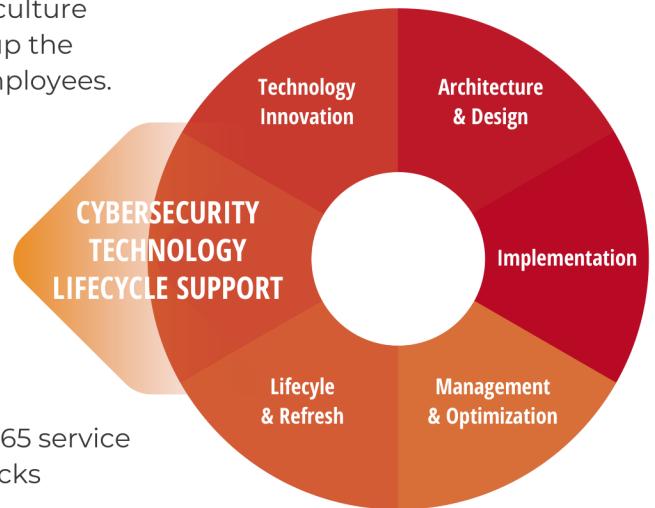 culture
up the
employees.
Technology
Innovation
Architecture
& Design
CYBERSECURITY
TECHNOLOGY
LIFECYCLE SUPPORT
Implementation
Lifecyle
& Refresh
Management
& Optimization
65 service
cks